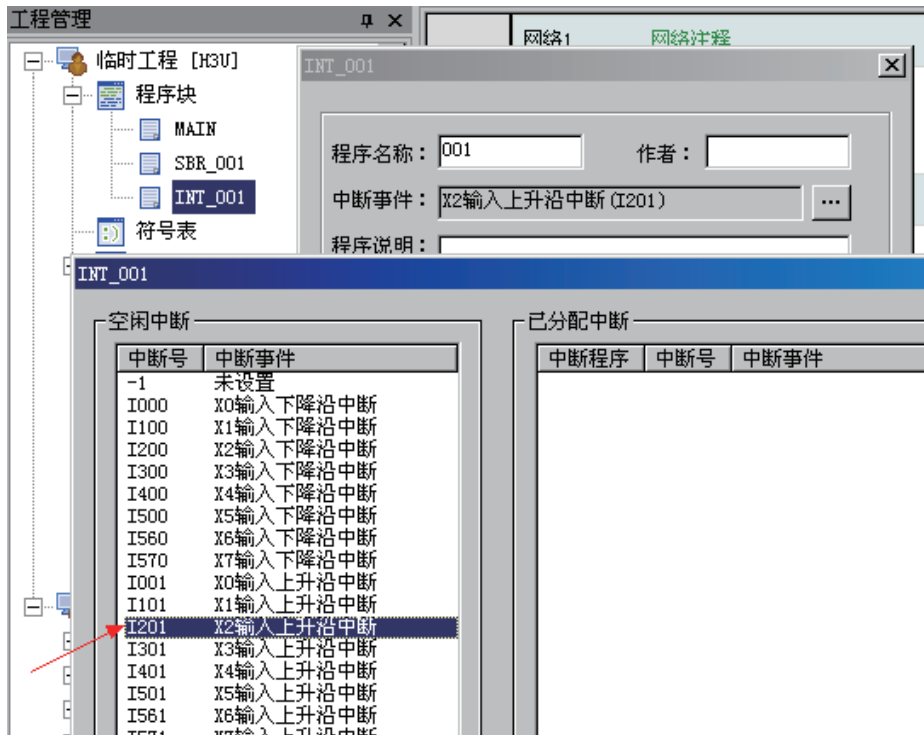 工程管理
网络1 网络注释
临时工程 [H3U]
程序块
MAIN
SBR_001
INT_001
符号表
INT_001
程序名称： 001 作者：
中断事件： X2输入上升沿中断(I201) ...
程序说明：
INT_001
空闲中断
中断号 中断事件
-1 未设置
I000 X0输入下降沿中断
I100 X1输入下降沿中断
I200 X2输入下降沿中断
I300 X3输入下降沿中断
I400 X4输入下降沿中断
I500 X5输入下降沿中断
I560 X6输入下降沿中断
I570 X7输入下降沿中断
I001 X0输入上升沿中断
I101 X1输入上升沿中断
I201 X2输入上升沿中断
I301 X3输入上升沿中断
I401 X4输入上升沿中断
I501 X5输入上升沿中断
I561 X6输入上升沿中断
I571 X7输入上升沿中断
已分配中断
中断程序 中断号 中断事件